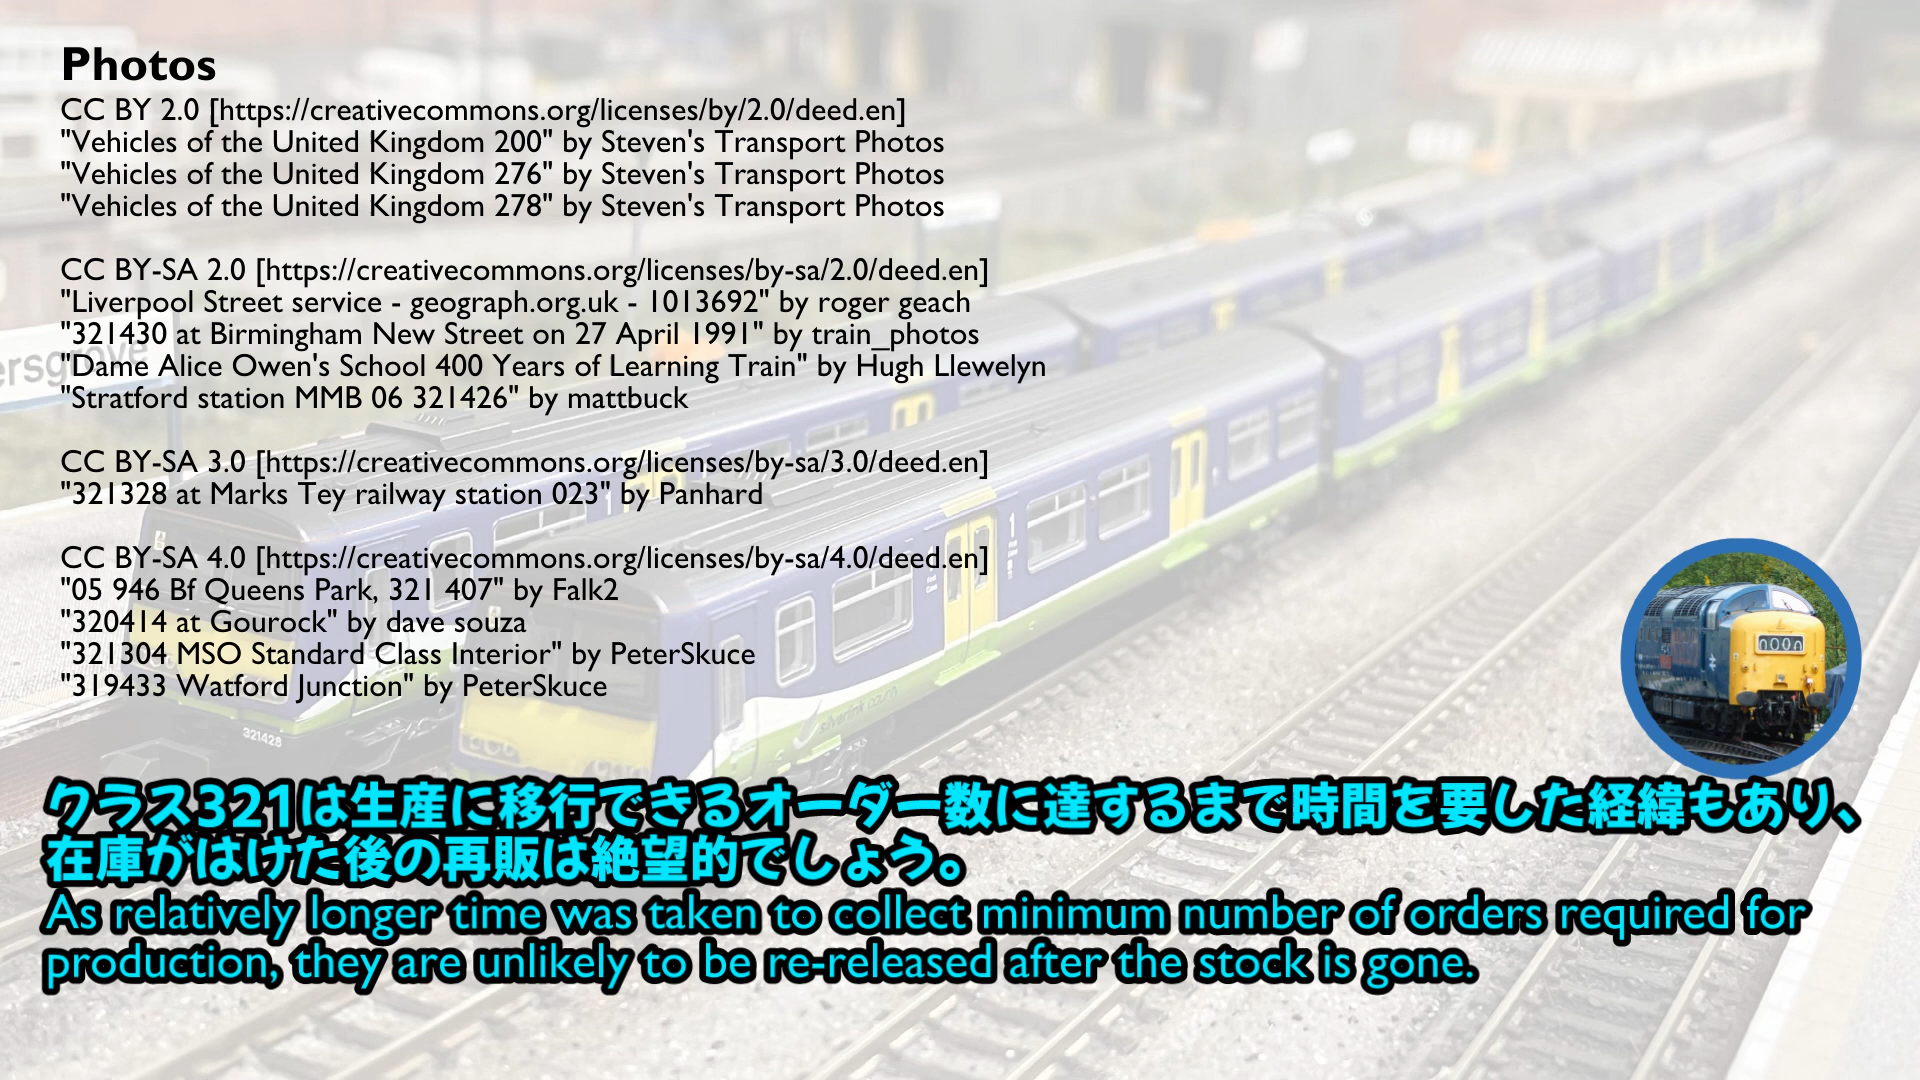 Photos
CC BY 2.0 [https://creativecommons.org/licenses/by/2.0/deed.en]
"Vehicles of the United Kingdom 200" by Steven's Transport Photos
"Vehicles of the United Kingdom 276" by Steven's Transport Photos
"Vehicles of the United Kingdom 278" by Steven's Transport Photos
CC BY-SA 2.0 [https://creativecommons.org/licenses/by-sa/2.0/deed.en]
"Liverpool Street service - geograph.org.uk - 1013692" by roger geach
"321430 at Birmingham New Street on 27 April 1991" by train_photos
"Dame Alice Owen's School 400 Years of Learning Train" by Hugh Llewelyn
"Stratford station MMB 06 321426" by mattbuck
CC BY-SA 3.0 [https://creativecommons.org/licenses/by-sa/3.0/deed.en]
"321328 at Marks Tey railway station 023" by Panhard
CC BY-SA 4.0 [https://creativecommons.org/licenses/by-sa/4.0/deed.en]
"05 946 Bf Queens Park, 321 407" by Falk2
"320414 at Gourock" by dave souza
"321304 MSO Standard Class Interior" by PeterSkuce
"319433 Watford Junction" by PeterSkuce
ersgrove
1
1
321428
silverlink county
0000
クラス321は生産に移行できるオーダー数に達するまで時間を要した経緯もあり、
在庫がはけた後の再販は絶望的でしょう。
As relatively longer time was taken to collect minimum number of orders required for
production, they are unlikely to be re-released after the stock is gone.